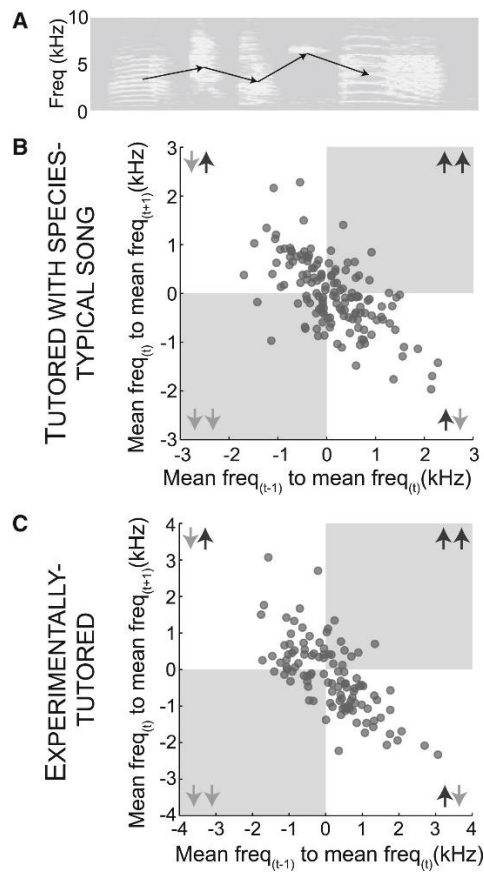 A
Freq (kHz)
10
5
0
B
TUTORED WITH SPECIES-
TYPICAL SONG
Mean freq(t) to mean freq(t+1)(kHz)
3
2
1
0
-1
-2
-3
-3 -2 -1 0 1 2 3
Mean freq(t-1) to mean freq(t)(kHz)
C
EXPERIMENTALLY-
TUTORED
Mean freq(t) to mean freq(t+1)(kHz)
4
3
2
1
0
-1
-2
-3
-4
-4 -3 -2 -1 0 1 2 3 4
Mean freq(t-1) to mean freq(t)(kHz)